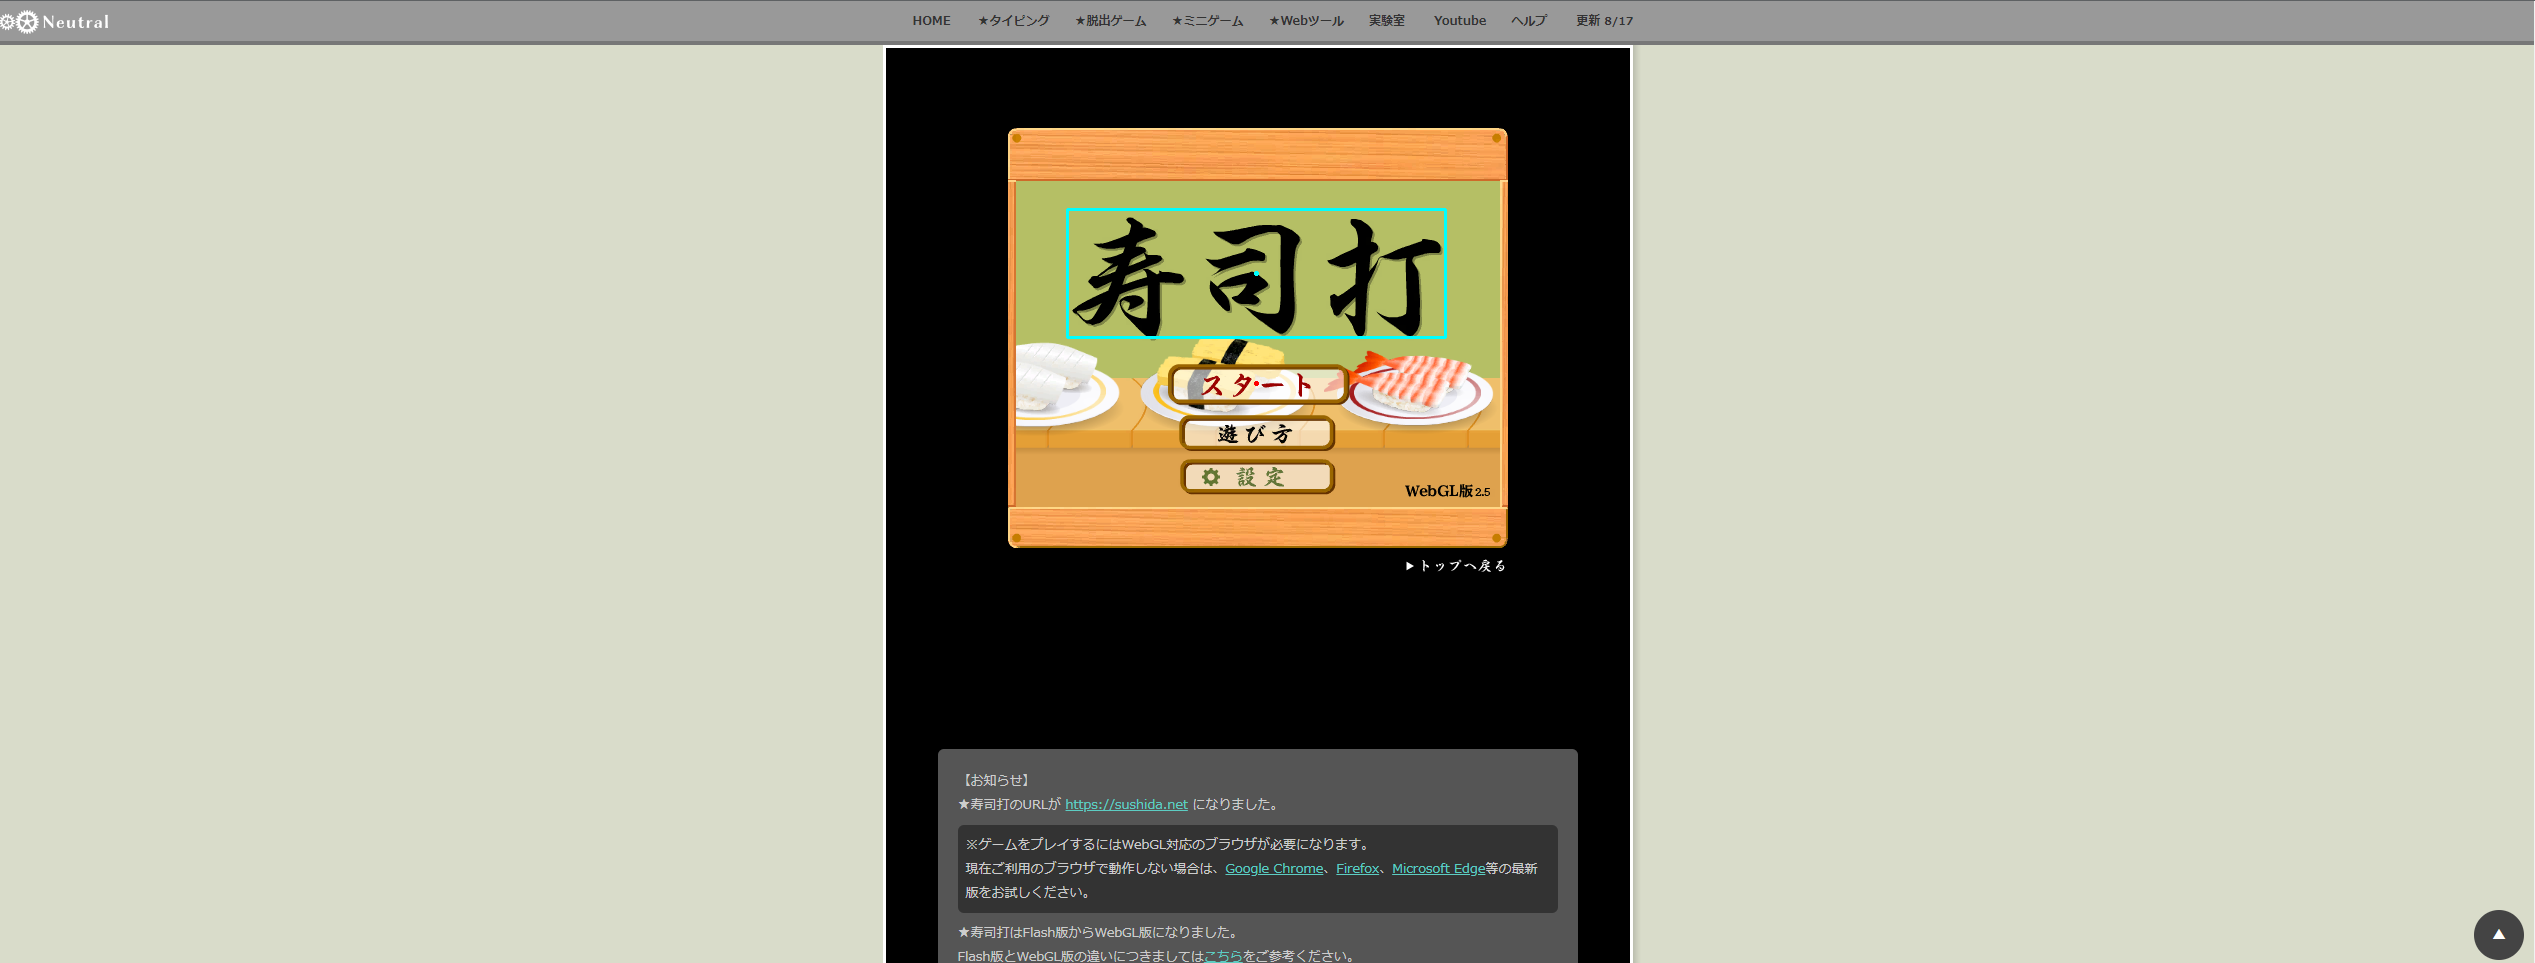 Neutral
HOME ★タイピング ★脱出ゲーム ★ミニゲーム ★Webツール 実験室 Youtube ヘルプ 更新 8/17
寿司打
スタート
遊び方
設定
WebGL版2.5
▶トップへ戻る
【お知らせ】
★寿司打のURLが https://sushida.net になりました。
※ゲームをプレイするにはWebGL対応のブラウザが必要になります。
現在ご利用のブラウザで動作しない場合は、Google Chrome、Firefox、Microsoft Edge等の最新
版をお試しください。
★寿司打はFlash版からWebGL版になりました。
Flash版とWebGL版の違いにつきましてはこちらをご参考ください。
▲